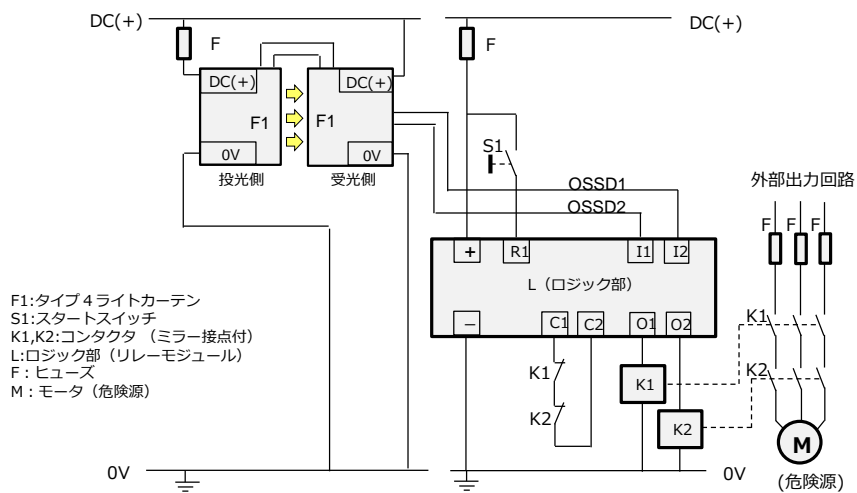 DC(+)
F
DC(+)
F1
0V
投光側
DC(+)
F1
0V
受光側
DC(+)
F
S1
OSSD1
OSSD2
+
R1
I1
I2
L（ロジック部）
－
C1
C2
O1
O2
K1
K2
K1
K2
外部出力回路
F
F
F
K1
K2
M
(危険源)
F1:タイプ４ライトカーテン
S1:スタートスイッチ
K1,K2:コンタクタ （ミラー接点付）
L:ロジック部（リレーモジュール）
F：ヒューズ
M：モータ（危険源）
0V
0V